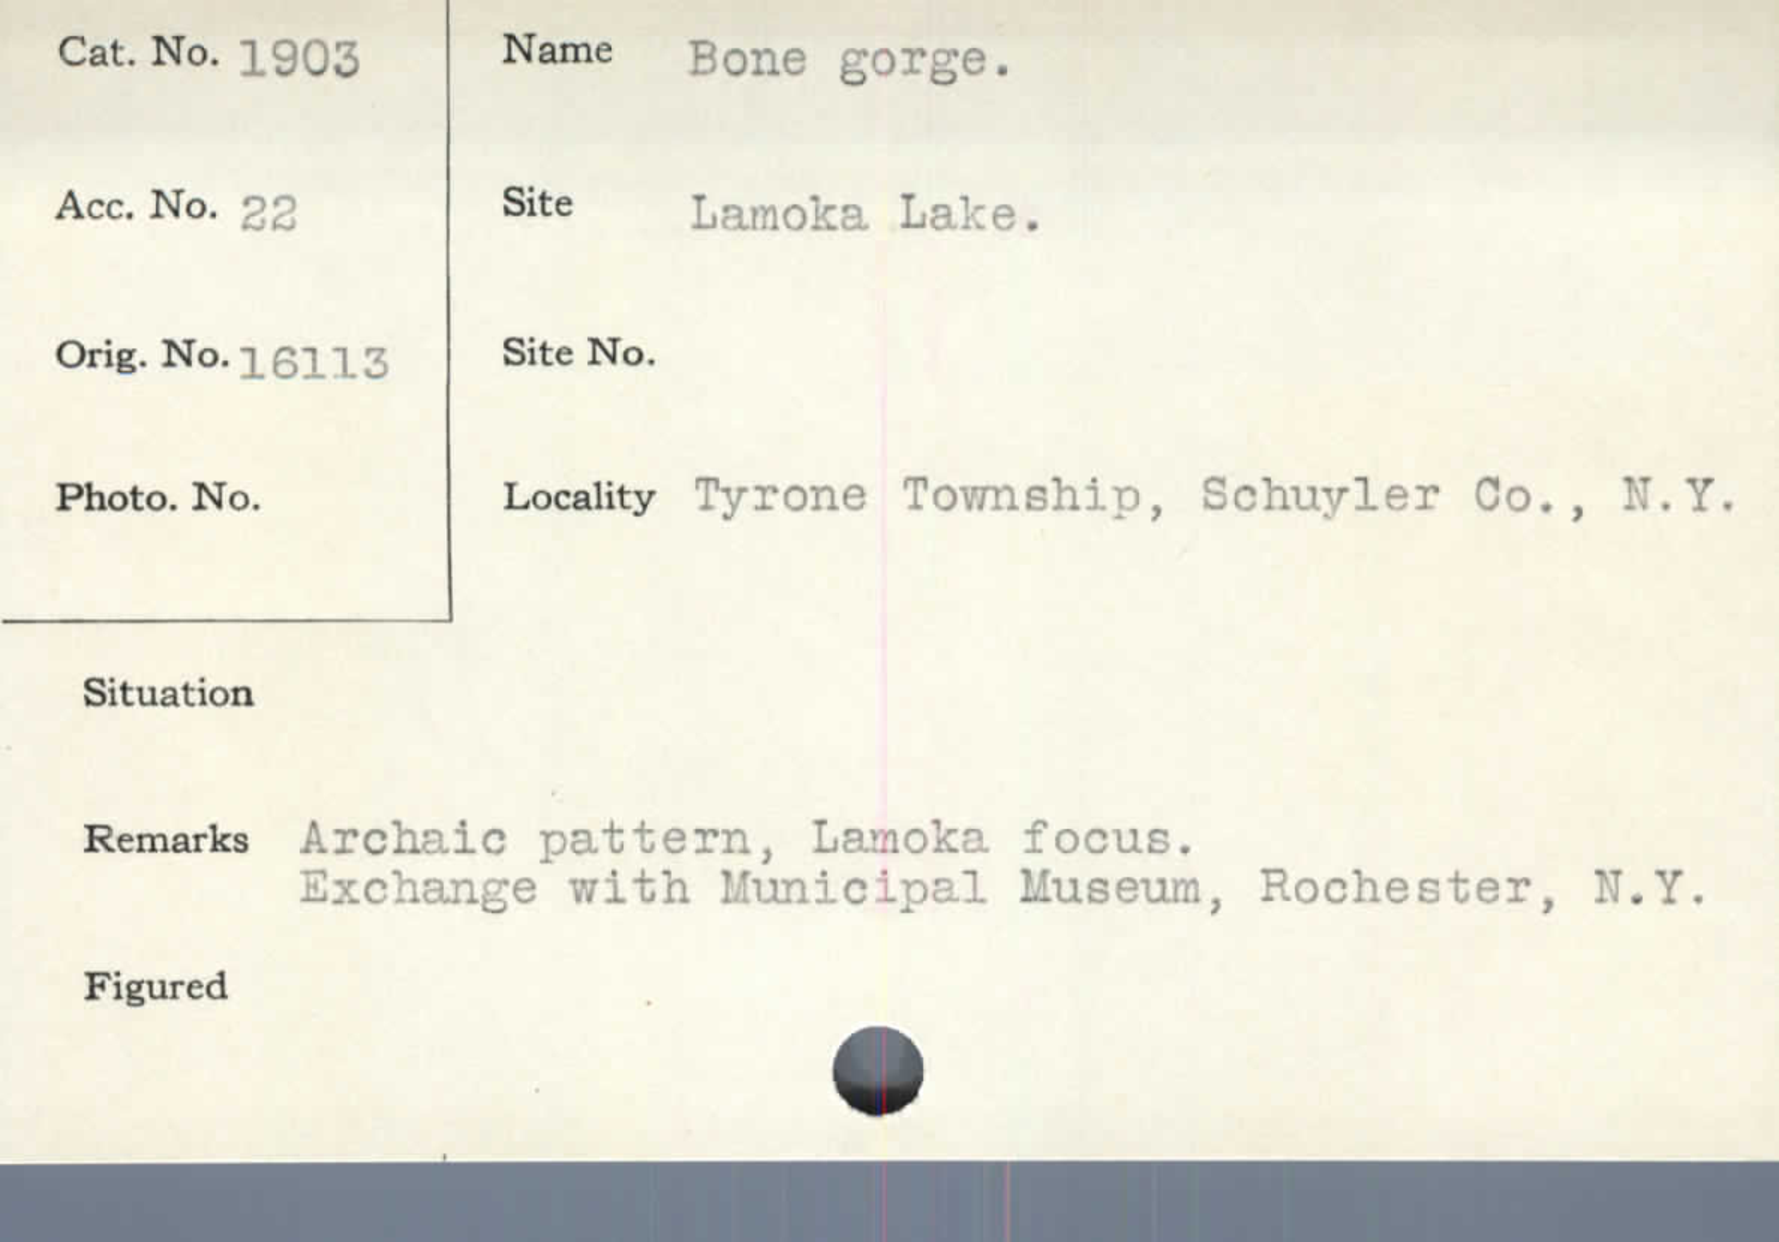 Cat. No. 1903
Name Bone gorge.
Acc. No. 22
Site Lamoka Lake.
Orig. No. 16113
Site No.
Photo. No.
Locality Tyrone Township, Schuyler Co., N.Y.
Situation
Remarks Archaic pattern, Lamoka focus.
Exchange with Municipal Museum, Rochester, N.Y.
Figured